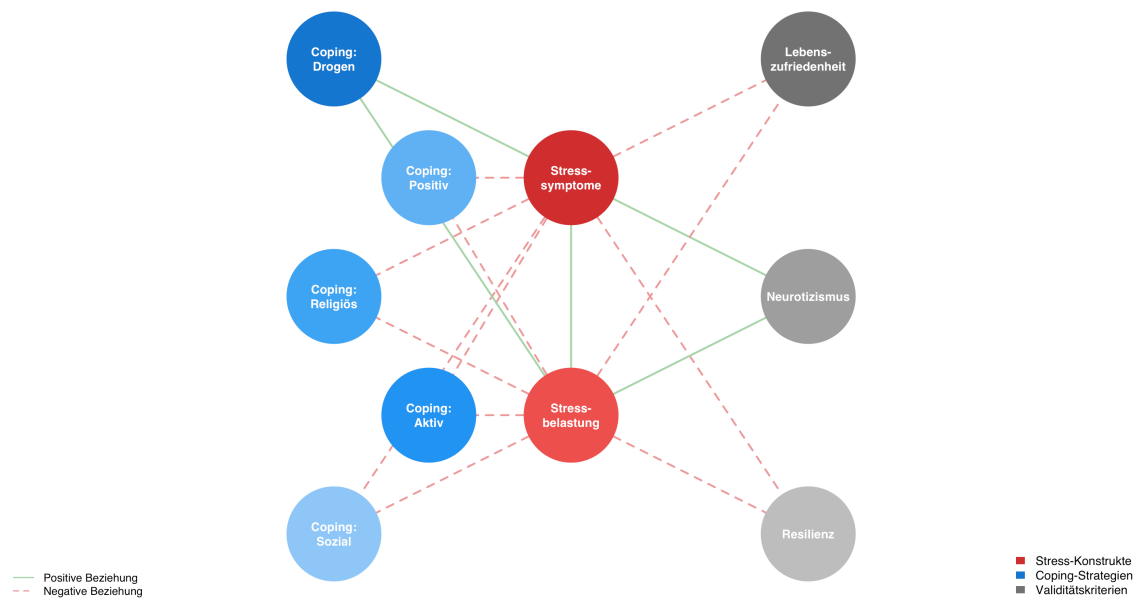 Coping:
Drogen
Lebens-
zufriedenheit
Coping:
Positiv
Stress-
symptome
Coping:
Religiös
Neurotizismus
Coping:
Aktiv
Stress-
belastung
Coping:
Sozial
Resilienz
Positive Beziehung
Negative Beziehung
Stress-Konstrukte
Coping-Strategien
Validitätskriterien